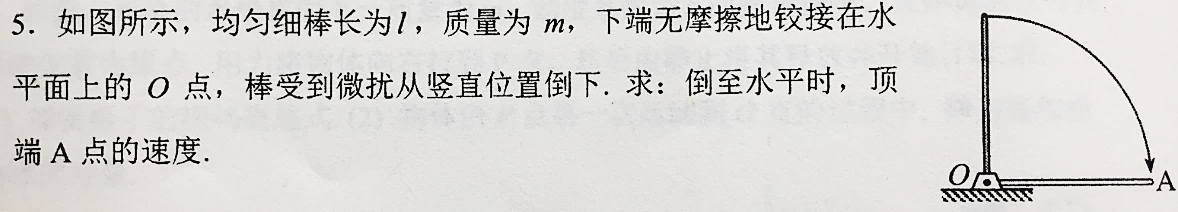 5. 如图所示，均匀细棒长为l，质量为 m，下端无摩擦地铰接在水
平面上的 O 点，棒受到微扰从竖直位置倒下. 求：倒至水平时，顶
端 A 点的速度.
O
A